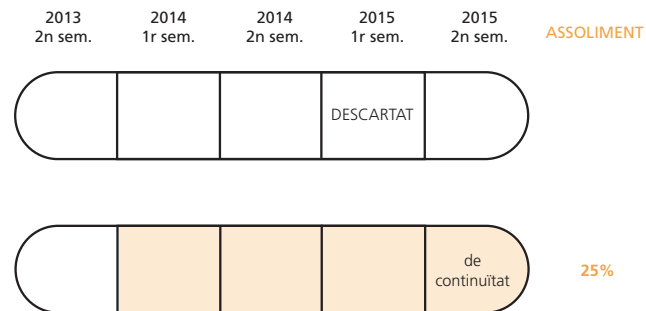 2013 2014 2014 2015 2015
2n sem. 1r sem. 2n sem. 1r sem. 2n sem. ASSOLIMENT
DESCARTAT
de
continuïtat
25%